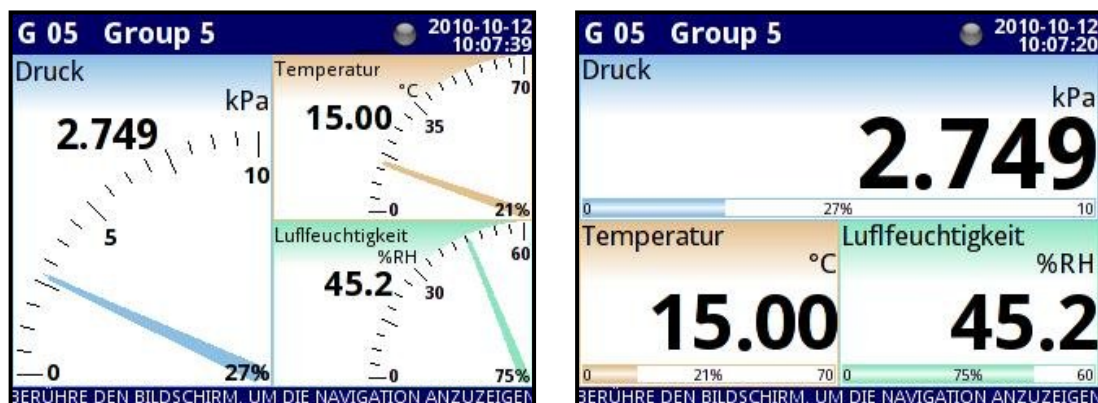 G 05 Group 5
2010-10-12
10:07:39
Druck
kPa
2.749
10
5
0
27%
Temperatur
°C
15.00
70
35
0
21%
Luflfeuchtigkeit
%RH
45.2
60
30
0
75%
BERÜHRE DEN BILDSCHIRM, UM DIE NAVIGATION ANZUZEIGEN
G 05 Group 5
2010-10-12
10:07:20
Druck
kPa
2.749
0 27% 10
Temperatur
°C
15.00
0 21% 70
Luflfeuchtigkeit
%RH
45.2
0 75% 60
BERÜHRE DEN BILDSCHIRM, UM DIE NAVIGATION ANZUZEIGEN